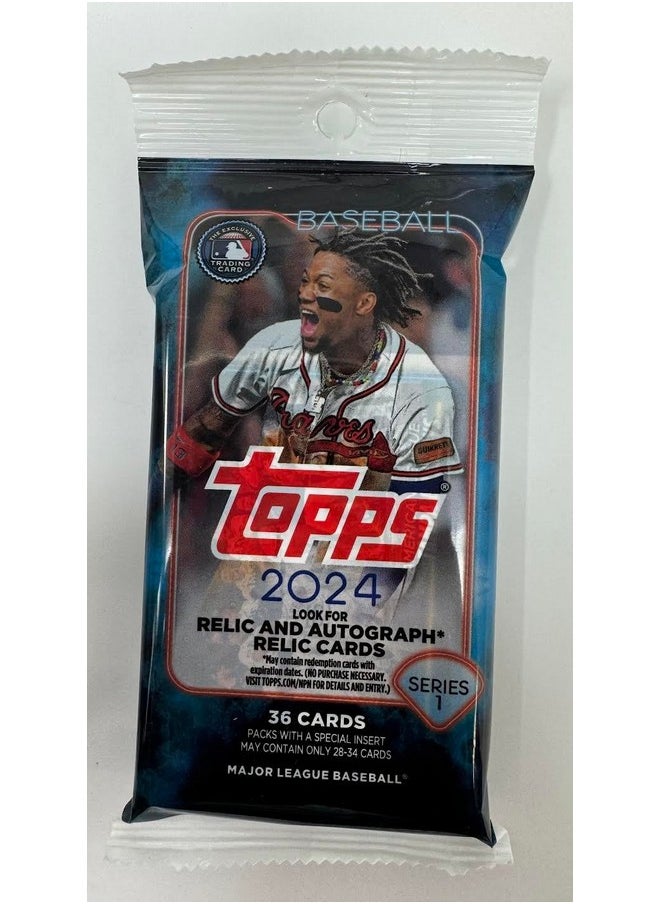 BASEBALL
THE EXCLUSIVE
TRADING
CARD
Braves
topps®
2024
LOOK FOR
RELIC AND AUTOGRAPH*
RELIC CARDS
*May contain redemption cards with
expiration dates. (NO PURCHASE NECESSARY.
VISIT TOPPS.COM/NPN FOR DETAILS AND ENTRY.)
SERIES
1
36 CARDS
PACKS WITH A SPECIAL INSERT
MAY CONTAIN ONLY 28-34 CARDS
MAJOR LEAGUE BASEBALL®